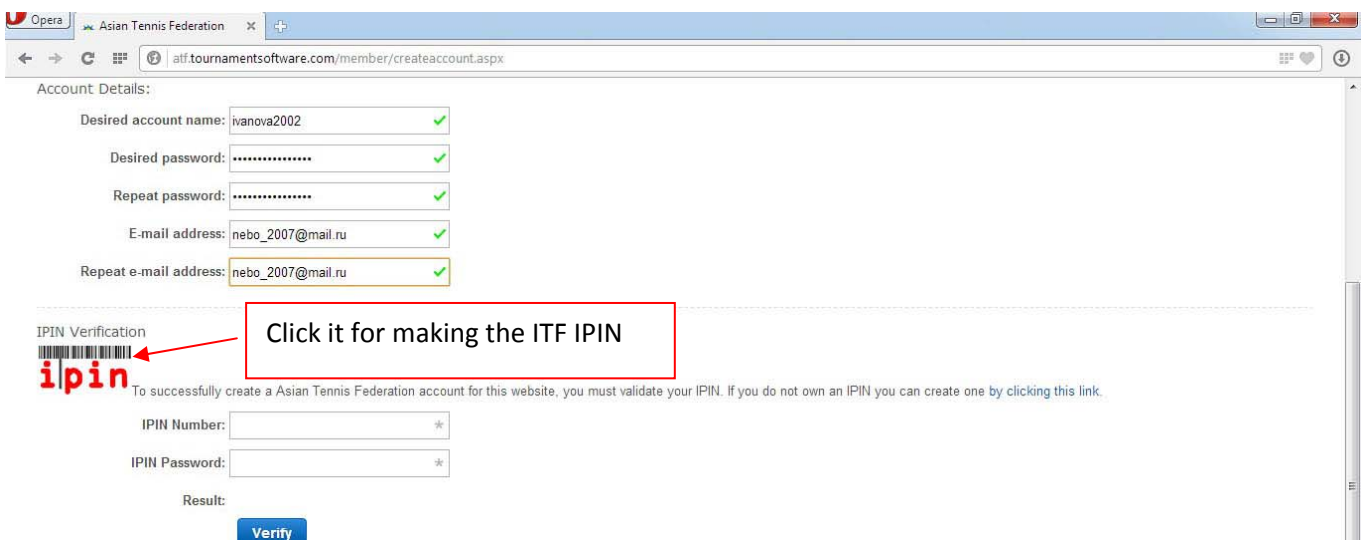 Opera
Asian Tennis Federation
atf.tournamentsoftware.com/member/createaccount.aspx
Account Details:
Desired account name: ivanova2002
Desired password: ••••••••••••••••
Repeat password: ••••••••••••••••
E-mail address: nebo_2007@mail.ru
Repeat e-mail address: nebo_2007@mail.ru
Click it for making the ITF IPIN
IPIN Verification
ipin
To successfully create a Asian Tennis Federation account for this website, you must validate your IPIN. If you do not own an IPIN you can create one by clicking this link.
IPIN Number: *
IPIN Password: *
Result:
Verify